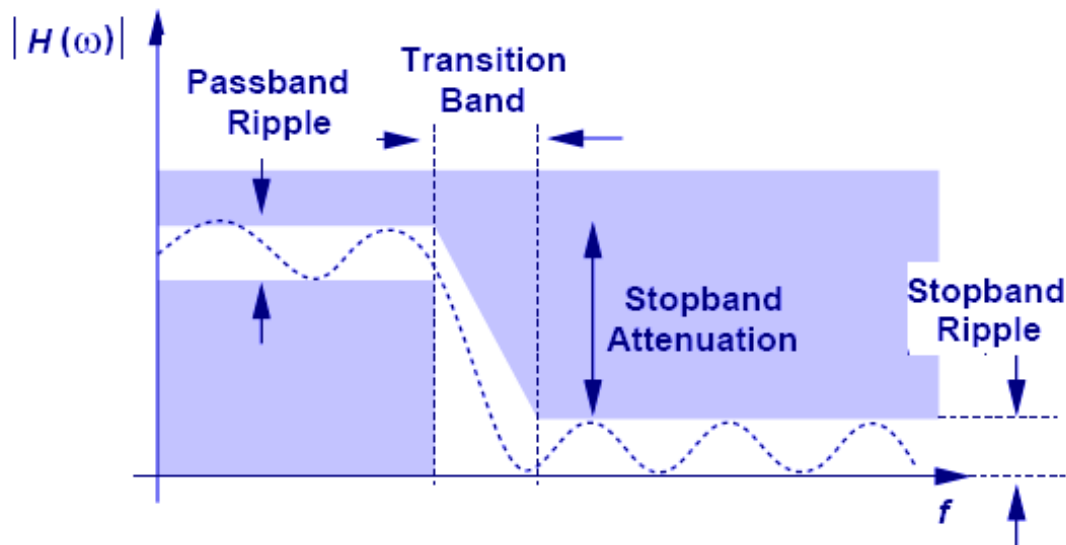 |H(ω)|
Passband
Ripple
Transition
Band
Stopband
Attenuation
Stopband
Ripple
f